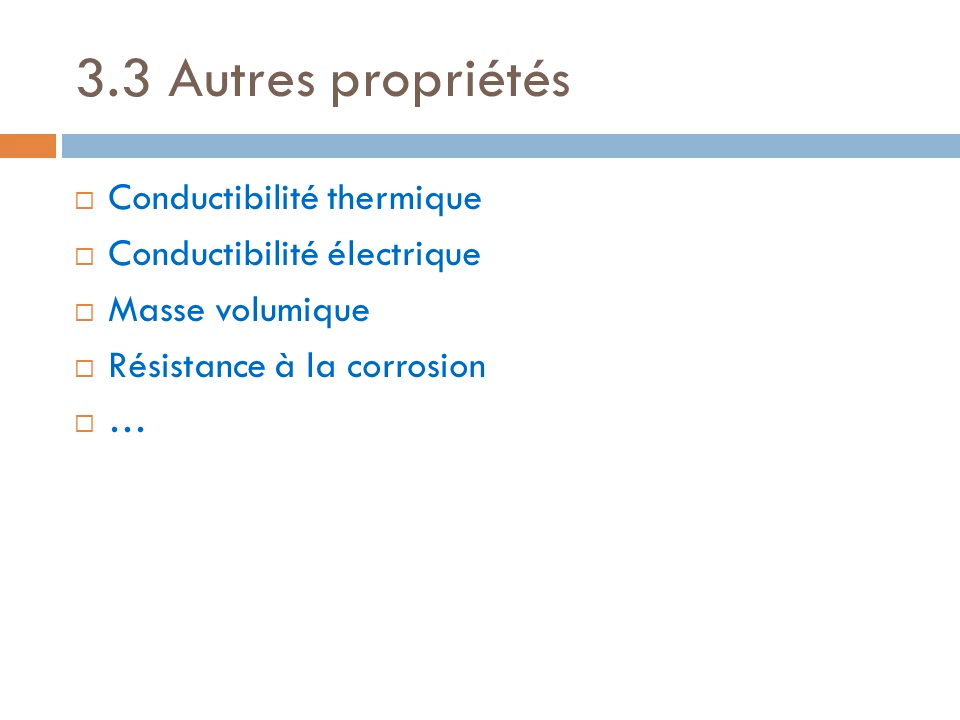 3.3 Autres propriétés
Conductibilité thermique
Conductibilité électrique
Masse volumique
Résistance à la corrosion
…